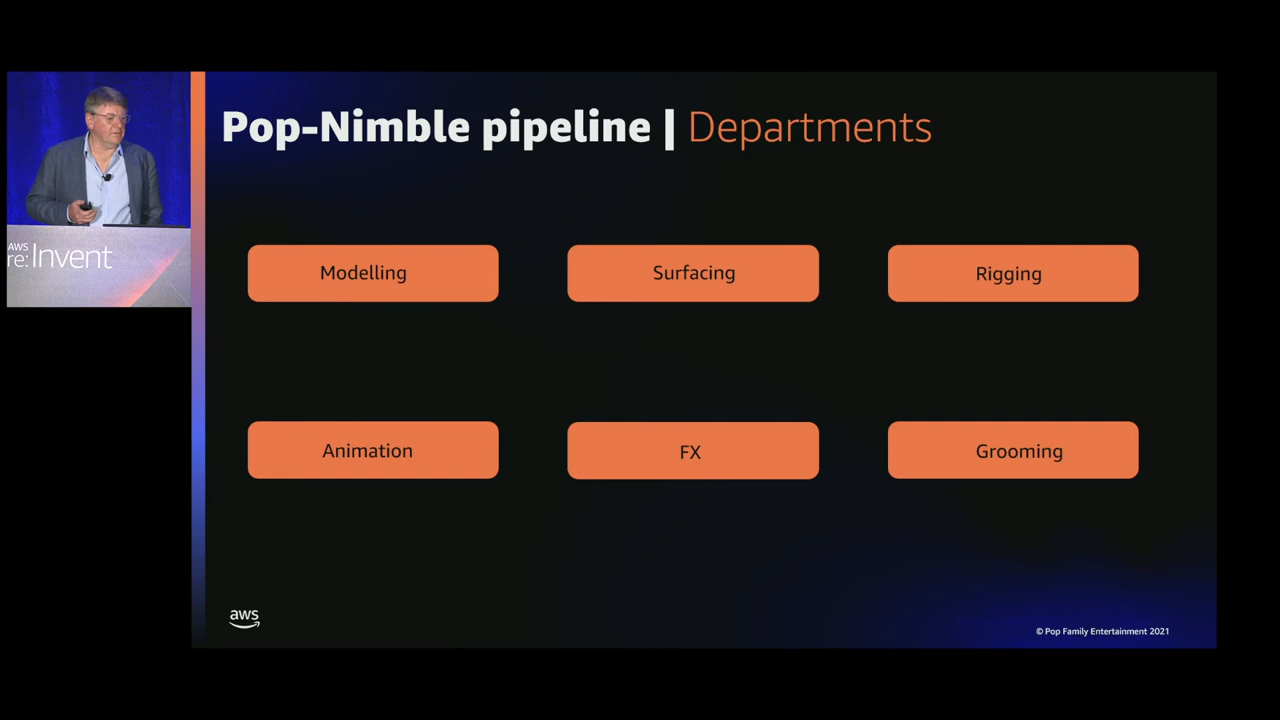 AWS
re:Invent
Pop-Nimble pipeline | Departments
Modelling
Surfacing
Rigging
Animation
FX
Grooming
aws
© Pop Family Entertainment 2021